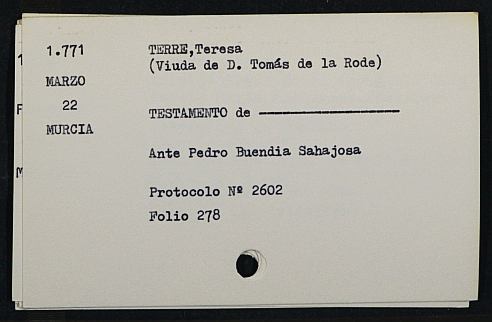 1.771
MARZO
22
MURCIA
TERRE,Teresa
(Viuda de D. Tomás de la Rode)
TESTAMENTO de ————————
Ante Pedro Buendia Sahajosa
Protocolo Nº 2602
Folio 278
1
F
M